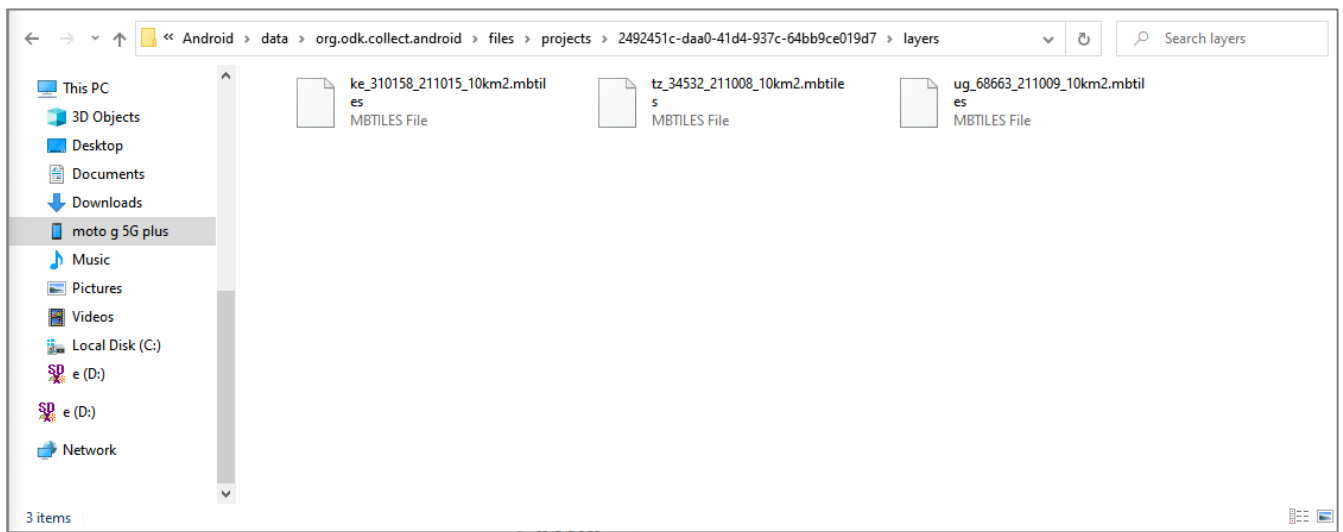 « Android > data > org.odk.collect.android > files > projects > 2492451c-daa0-41d4-937c-64bb9ce019d7 > layers
Search layers
This PC
3D Objects
Desktop
Documents
Downloads
moto g 5G plus
Music
Pictures
Videos
Local Disk (C:)
e (D:)
e (D:)
Network
ke_310158_211015_10km2.mbtil
es
MBTILES File
tz_34532_211008_10km2.mbtile
s
MBTILES File
ug_68663_211009_10km2.mbtil
es
MBTILES File
3 items